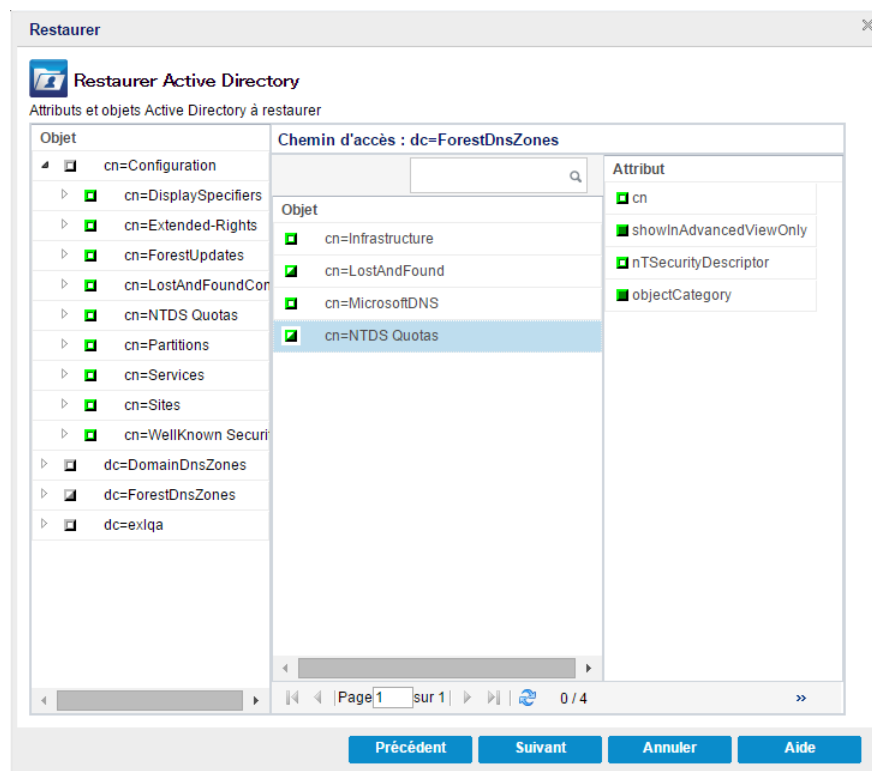 Restaurer
Restaurer Active Directory
Attributs et objets Active Directory à restaurer
Objet
cn=Configuration
cn=DisplaySpecifiers
cn=Extended-Rights
cn=ForestUpdates
cn=LostAndFoundCon
cn=NTDS Quotas
cn=Partitions
cn=Services
cn=Sites
cn=WellKnown Securi
dc=DomainDnsZones
dc=ForestDnsZones
dc=exlqa
Chemin d'accès : dc=ForestDnsZones
Objet
cn=Infrastructure
cn=LostAndFound
cn=MicrosoftDNS
cn=NTDS Quotas
Page 1 sur 1
0 / 4
Attribut
cn
showInAdvancedViewOnly
nTSecurityDescriptor
objectCategory
Précédent
Suivant
Annuler
Aide